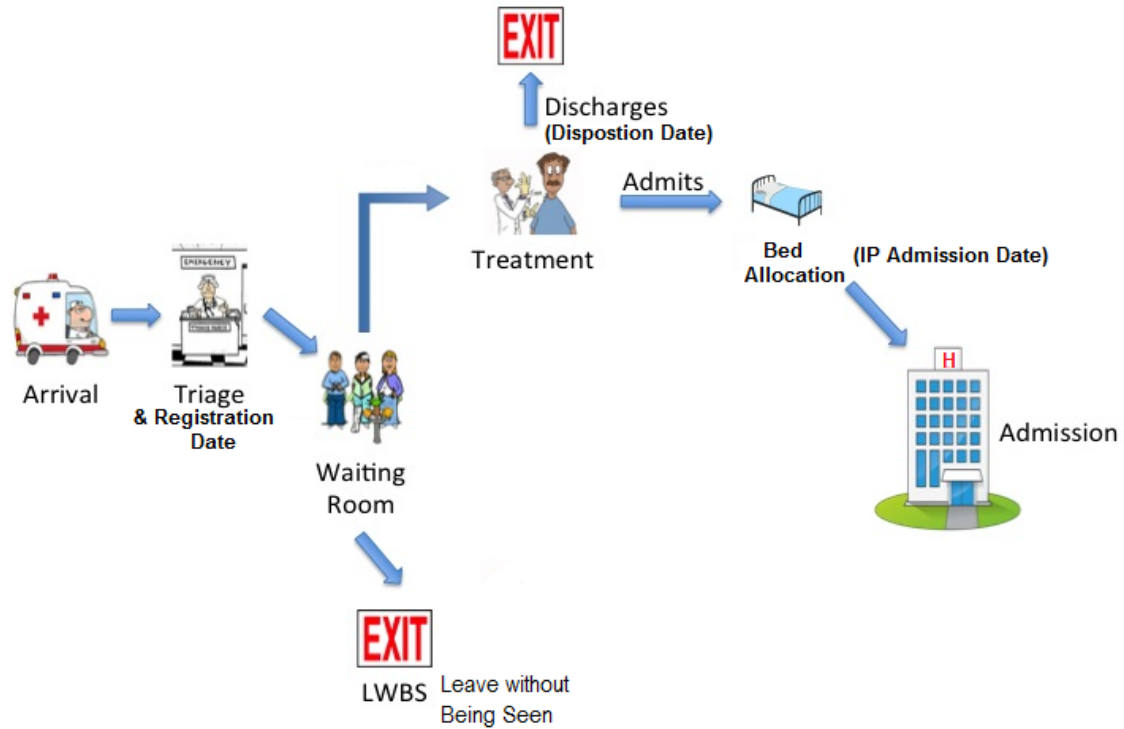 EXIT
Discharges
(Dispostion Date)
Admits
Treatment
Bed
Allocation
(IP Admission Date)
EMERGENCY
Arrival
Triage
& Registration
Date
Waiting
Room
H
Admission
EXIT
LWBS
Leave without
Being Seen